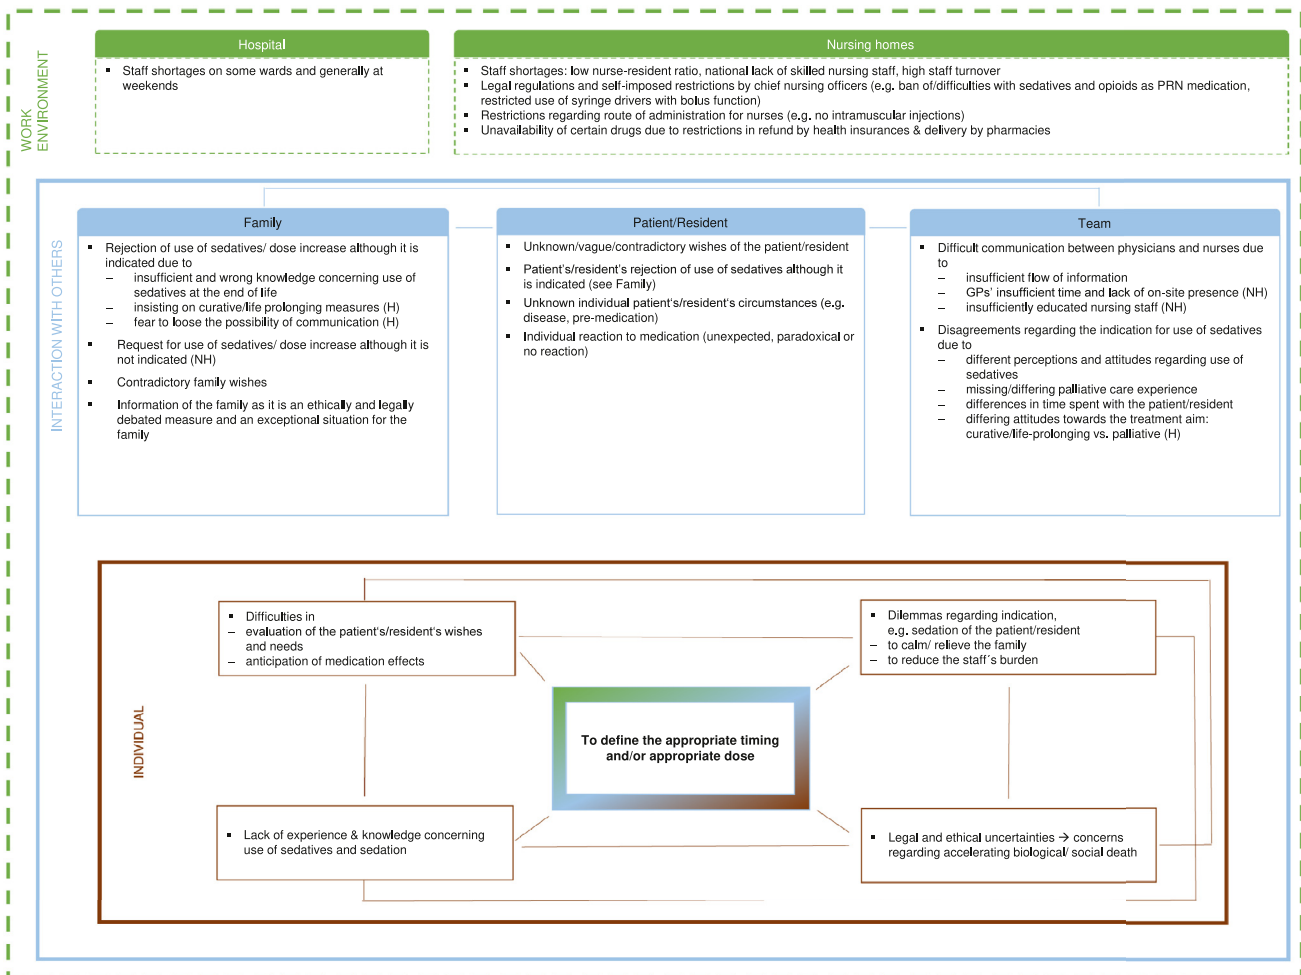 WORK
ENVIRONMENT
Hospital
▪ Staff shortages on some wards and generally at
weekends
Nursing homes
▪ Staff shortages: low nurse-resident ratio, national lack of skilled nursing staff, high staff turnover
▪ Legal regulations and self-imposed restrictions by chief nursing officers (e.g. ban of/difficulties with sedatives and opioids as PRN medication,
restricted use of syringe drivers with bolus function)
▪ Restrictions regarding route of administration for nurses (e.g. no intramuscular injections)
▪ Unavailability of certain drugs due to restrictions in refund by health insurances & delivery by pharmacies
INTERACTION WITH OTHERS
Family
▪ Rejection of use of sedatives/ dose increase although it is
indicated due to
– insufficient and wrong knowledge concerning use of
sedatives at the end of life
– insisting on curative/life prolonging measures (H)
– fear to loose the possibility of communication (H)
▪ Request for use of sedatives/ dose increase although it is
not indicated (NH)
▪ Contradictory family wishes
▪ Information of the family as it is an ethically and legally
debated measure and an exceptional situation for the
family
Patient/Resident
▪ Unknown/vague/contradictory wishes of the patient/resident
▪ Patient's/resident's rejection of use of sedatives although it
is indicated (see Family)
▪ Unknown individual patient's/resident's circumstances (e.g.
disease, pre-medication)
▪ Individual reaction to medication (unexpected, paradoxical or
no reaction)
Team
▪ Difficult communication between physicians and nurses due
to
– insufficient flow of information
– GPs' insufficient time and lack of on-site presence (NH)
– insufficiently educated nursing staff (NH)
▪ Disagreements regarding the indication for use of sedatives
due to
– different perceptions and attitudes regarding use of
sedatives
– missing/differing palliative care experience
– differences in time spent with the patient/resident
– differing attitudes towards the treatment aim:
curative/life-prolonging vs. palliative (H)
INDIVIDUAL
▪ Difficulties in
– evaluation of the patient's/resident's wishes
and needs
– anticipation of medication effects
▪ Dilemmas regarding indication,
e.g. sedation of the patient/resident
– to calm/ relieve the family
– to reduce the staff´s burden
To define the appropriate timing
and/or appropriate dose
▪ Lack of experience & knowledge concerning
use of sedatives and sedation
▪ Legal and ethical uncertainties → concerns
regarding accelerating biological/ social death